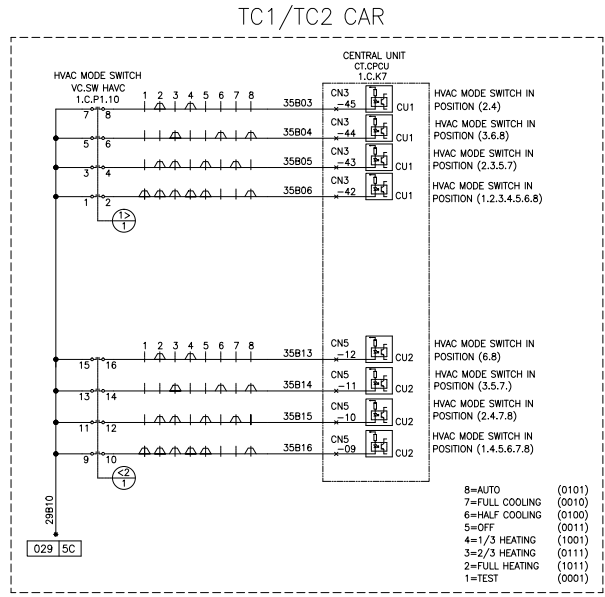 TC1/TC2 CAR
CENTRAL UNIT
CT.CPCU
1.C.K7
HVAC MODE SWITCH
VC.SW HAVC
1.C.P1.10
1 2 3 4 5 6 7 8
7 8
35B03
CN3
-45
CU1
HVAC MODE SWITCH IN
POSITION (2.4)
5 6
35B04
CN3
-44
CU1
HVAC MODE SWITCH IN
POSITION (3.6.8)
3 4
35B05
CN3
-43
CU1
HVAC MODE SWITCH IN
POSITION (2.3.5.7)
1 2
35B06
CN3
-42
CU1
HVAC MODE SWITCH IN
POSITION (1.2.3.4.5.6.8)
1>
1
1 2 3 4 5 6 7 8
15 16
35B13
CN5
-12
CU2
HVAC MODE SWITCH IN
POSITION (6.8)
13 14
35B14
CN5
-11
CU2
HVAC MODE SWITCH IN
POSITION (3.5.7.)
11 12
35B15
CN5
-10
CU2
HVAC MODE SWITCH IN
POSITION (2.4.7.8)
9 10
35B16
CN5
-09
CU2
HVAC MODE SWITCH IN
POSITION (1.4.5.6.7.8)
<2
1
29B10
029 5C
8=AUTO (0101)
7=FULL COOLING (0010)
6=HALF COOLING (0100)
5=OFF (0011)
4=1/3 HEATING (1001)
3=2/3 HEATING (0111)
2=FULL HEATING (1011)
1=TEST (0001)